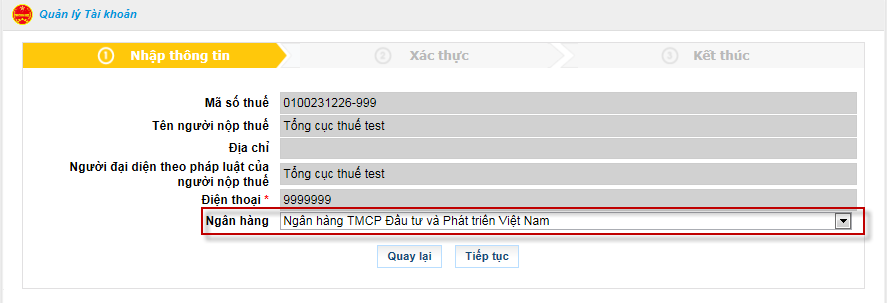 Quản lý Tài khoản
1 Nhập thông tin 2 Xác thực 3 Kết thúc
Mã số thuế 0100231226-999
Tên người nộp thuế Tổng cục thuế test
Địa chỉ
Người đại diện theo pháp luật của
người nộp thuế Tổng cục thuế test
Điện thoại * 9999999
Ngân hàng Ngân hàng TMCP Đầu tư và Phát triển Việt Nam
Quay lại Tiếp tục